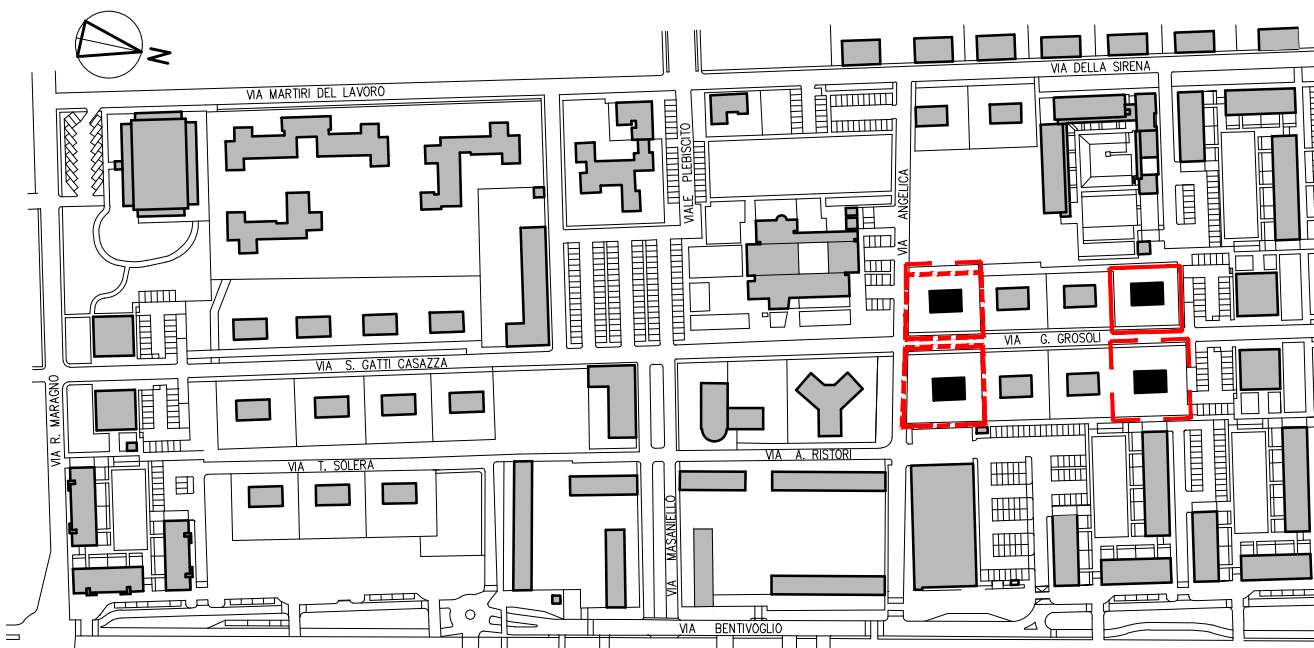 N
VIA MARTIRI DEL LAVORO
VIA DELLA SIRENA
VIALE PLEBISCITO
VIA ANGELICA
VIA G. GROSOLI
VIA S. GATTI CASAZZA
VIA R. MARAGNO
VIA T. SOLERA
VIA A. RISTORI
VIA MASANIELLO
VIA BENTIVOGLIO